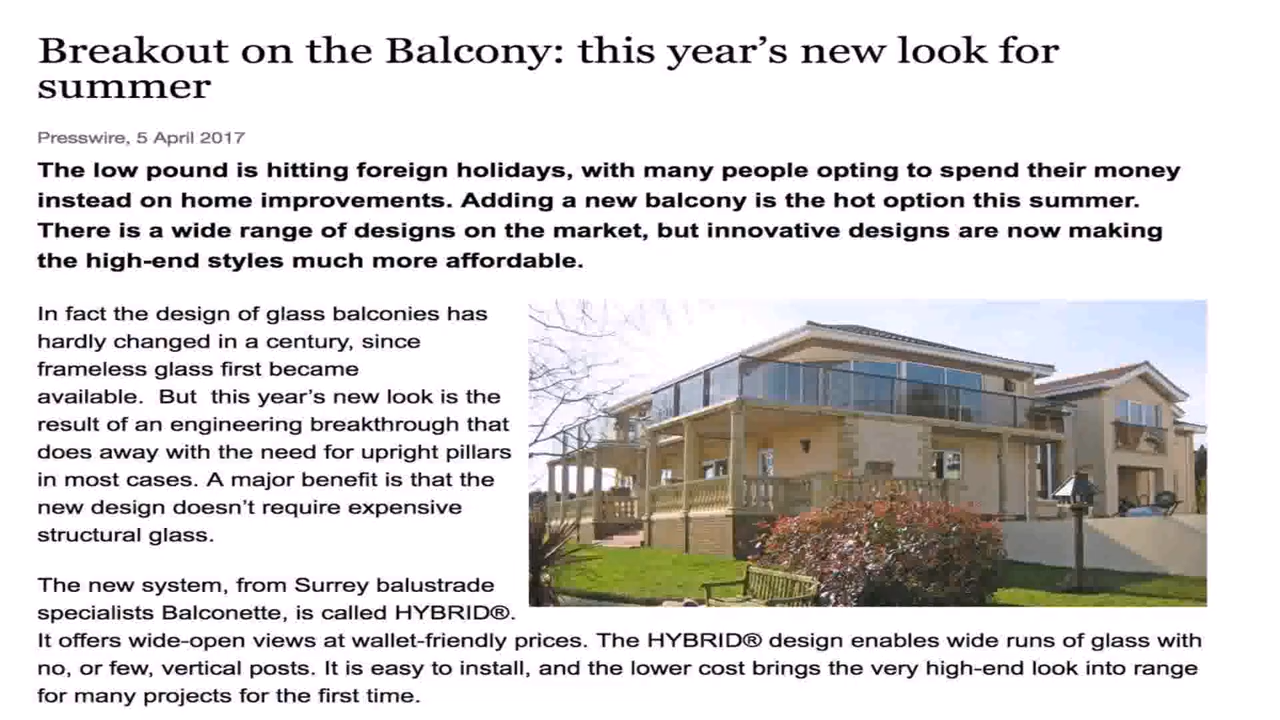 Breakout on the Balcony: this year’s new look for
summer
Presswire, 5 April 2017
The low pound is hitting foreign holidays, with many people opting to spend their money
instead on home improvements. Adding a new balcony is the hot option this summer.
There is a wide range of designs on the market, but innovative designs are now making
the high-end styles much more affordable.
In fact the design of glass balconies has
hardly changed in a century, since
frameless glass first became
available.  But  this year’s new look is the
result of an engineering breakthrough that
does away with the need for upright pillars
in most cases. A major benefit is that the
new design doesn’t require expensive
structural glass.
The new system, from Surrey balustrade
specialists Balconette, is called HYBRID®.
It offers wide-open views at wallet-friendly prices. The HYBRID® design enables wide runs of glass with
no, or few, vertical posts. It is easy to install, and the lower cost brings the very high-end look into range
for many projects for the first time.